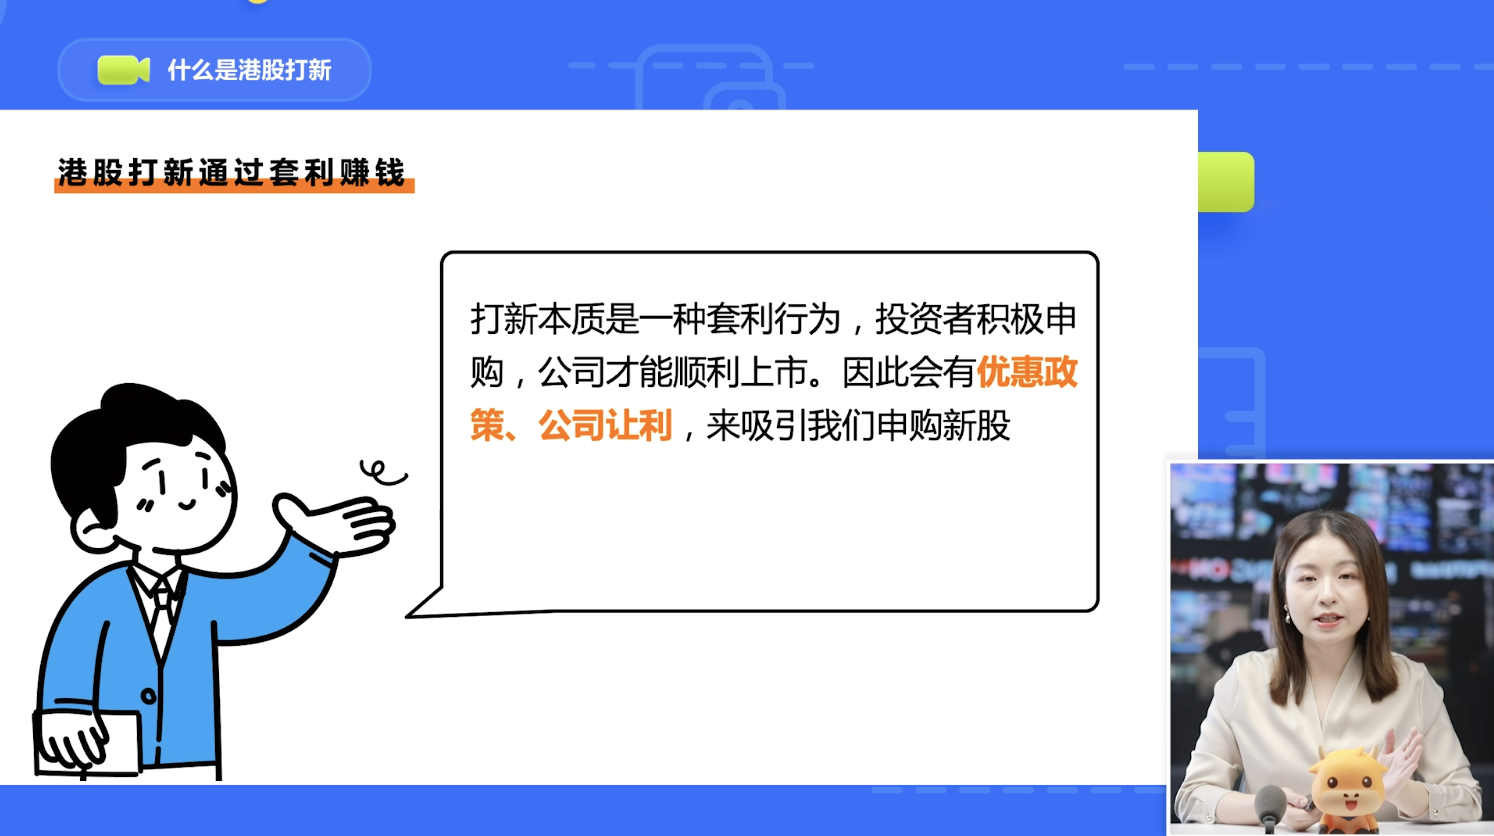 什么是港股打新
港股打新通过套利赚钱
打新本质是一种套利行为，投资者积极申
购，公司才能顺利上市。因此会有优惠政
策、公司让利，来吸引我们申购新股